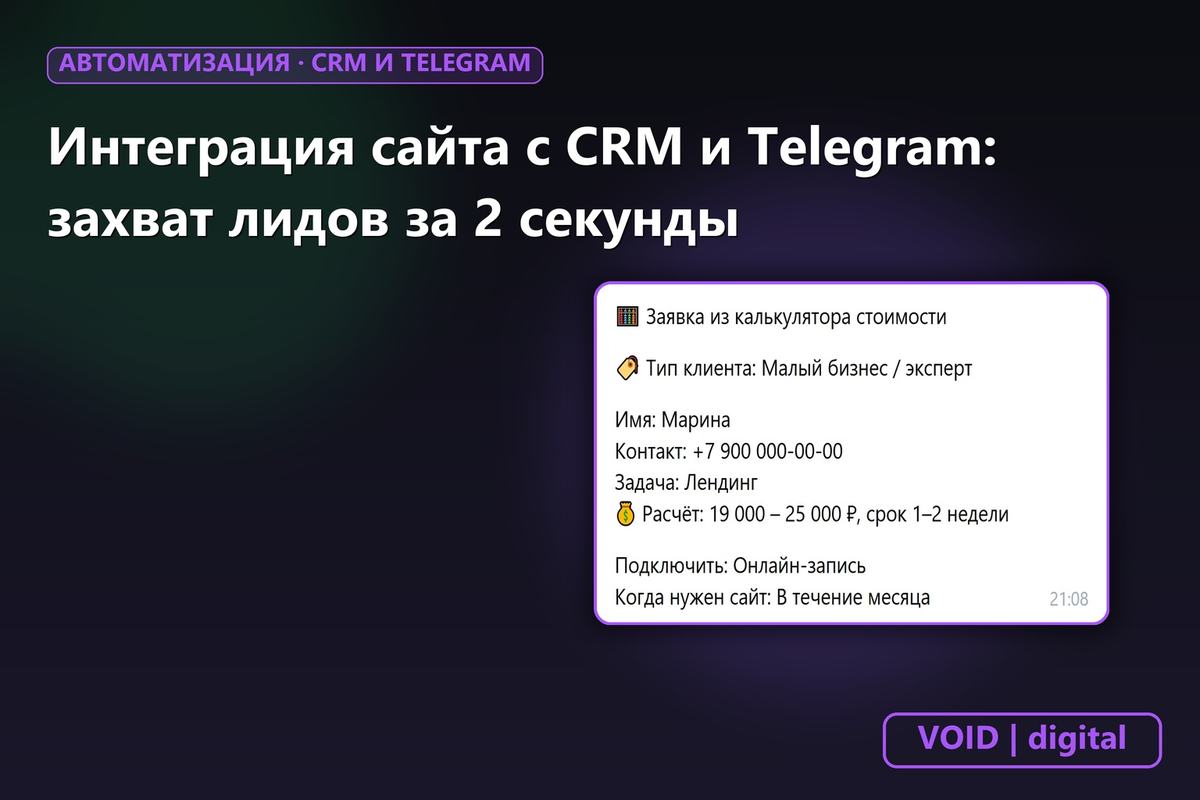 АВТОМАТИЗАЦИЯ · CRM И TELEGRAM
Интеграция сайта с CRM и Telegram:
захват лидов за 2 секунды
🧮 Заявка из калькулятора стоимости
🏷️ Тип клиента: Малый бизнес / эксперт
Имя: Марина
Контакт: +7 900 000-00-00
Задача: Лендинг
💰 Расчёт: 19 000 – 25 000 ₽, срок 1–2 недели
Подключить: Онлайн-запись
Когда нужен сайт: В течение месяца
21:08
VOID | digital